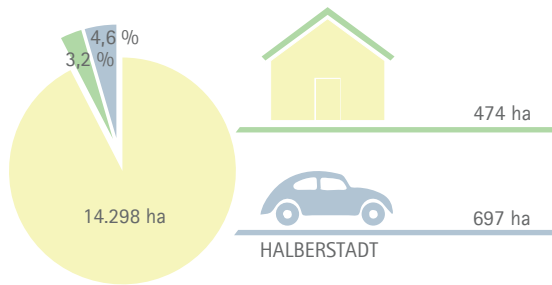 4,6 %
3,2 %
474 ha
14.298 ha
697 ha
HALBERSTADT